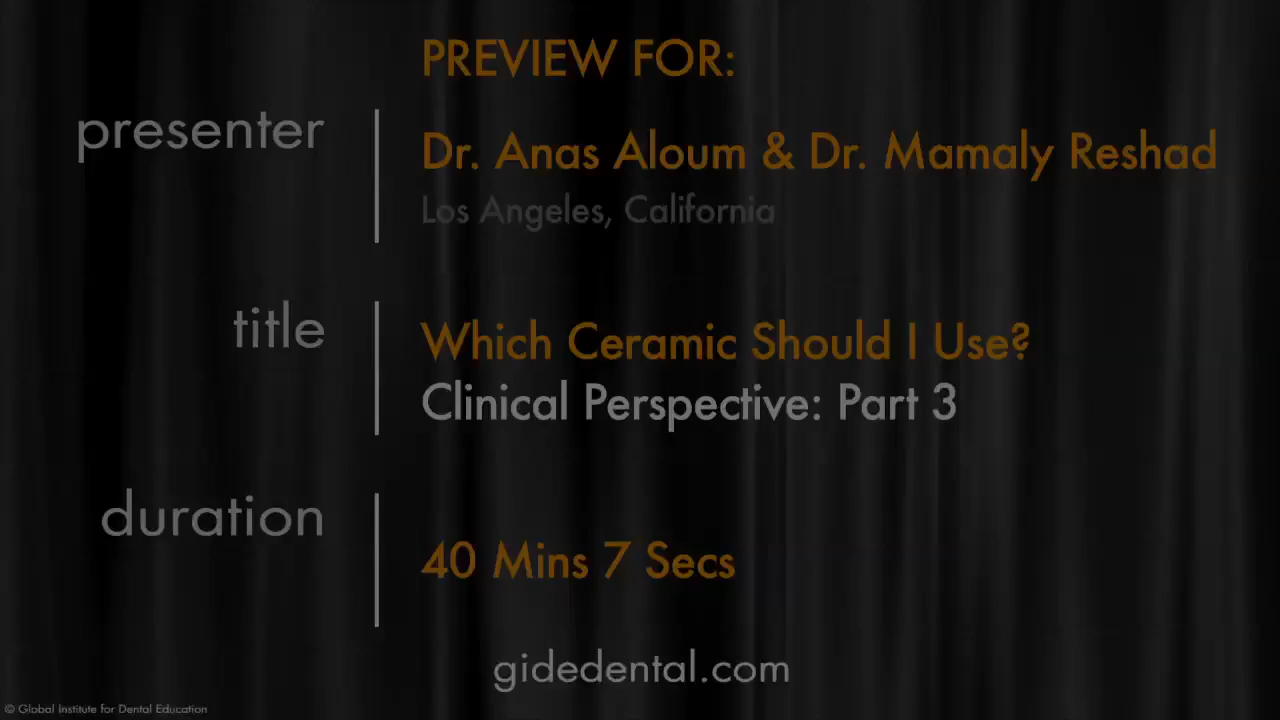 PREVIEW FOR:
presenter
Dr. Anas Aloum & Dr. Mamaly Reshad
Los Angeles, California
title
Which Ceramic Should I Use?
Clinical Perspective: Part 3
duration
40 Mins 7 Secs
gidedental.com
© Global Institute for Dental Education